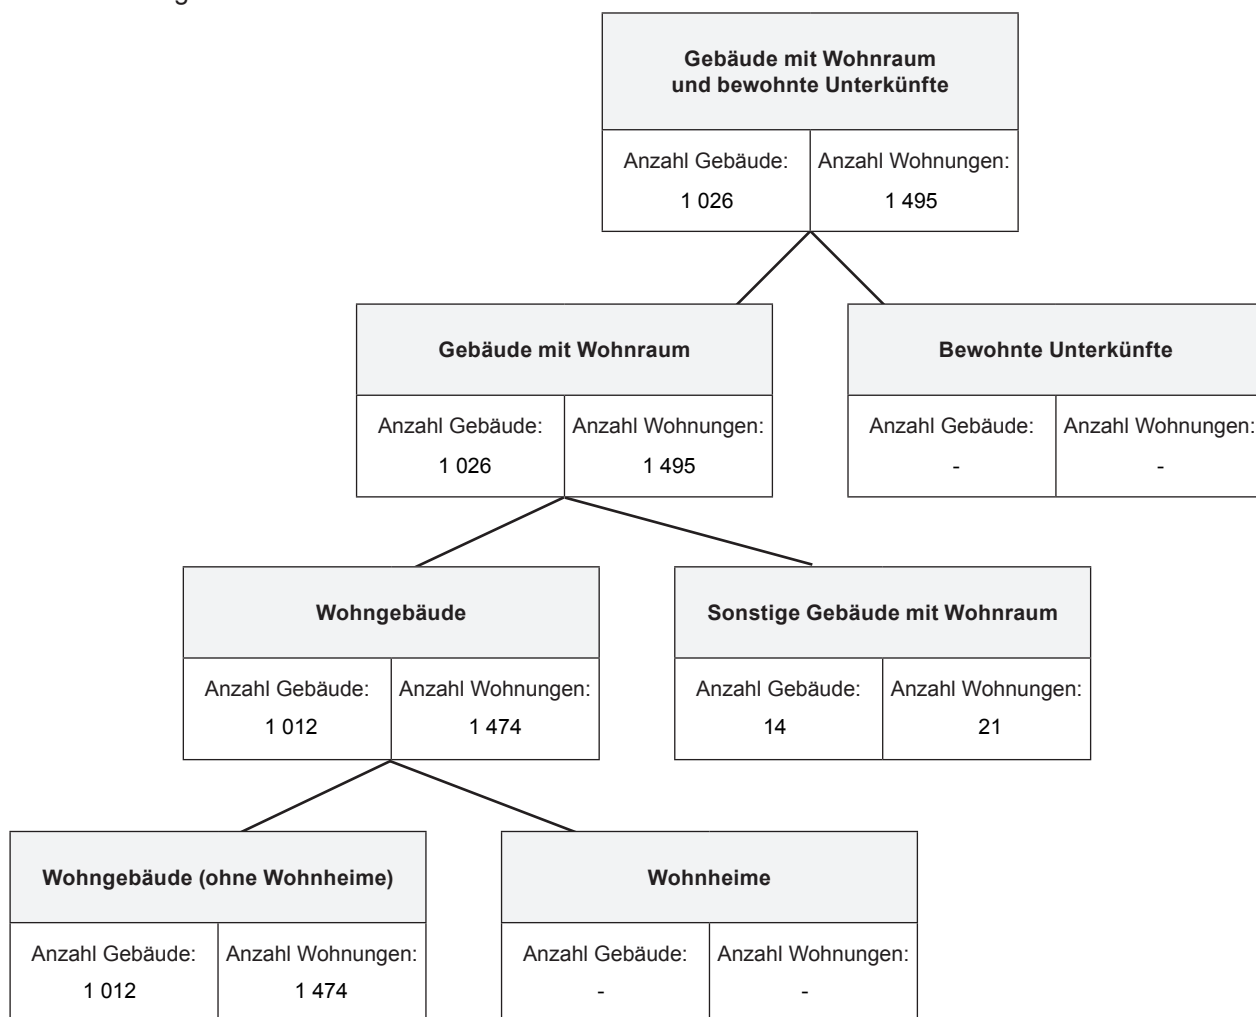 Gebäude mit Wohnraum
und bewohnte Unterkünfte
Anzahl Gebäude: Anzahl Wohnungen:
1 026 1 495
Gebäude mit Wohnraum Bewohnte Unterkünfte
Anzahl Gebäude: Anzahl Wohnungen: Anzahl Gebäude: Anzahl Wohnungen:
1 026 1 495 - -
Wohngebäude Sonstige Gebäude mit Wohnraum
Anzahl Gebäude: Anzahl Wohnungen: Anzahl Gebäude: Anzahl Wohnungen:
1 012 1 474 14 21
Wohngebäude (ohne Wohnheime) Wohnheime
Anzahl Gebäude: Anzahl Wohnungen: Anzahl Gebäude: Anzahl Wohnungen:
1 012 1 474 - -